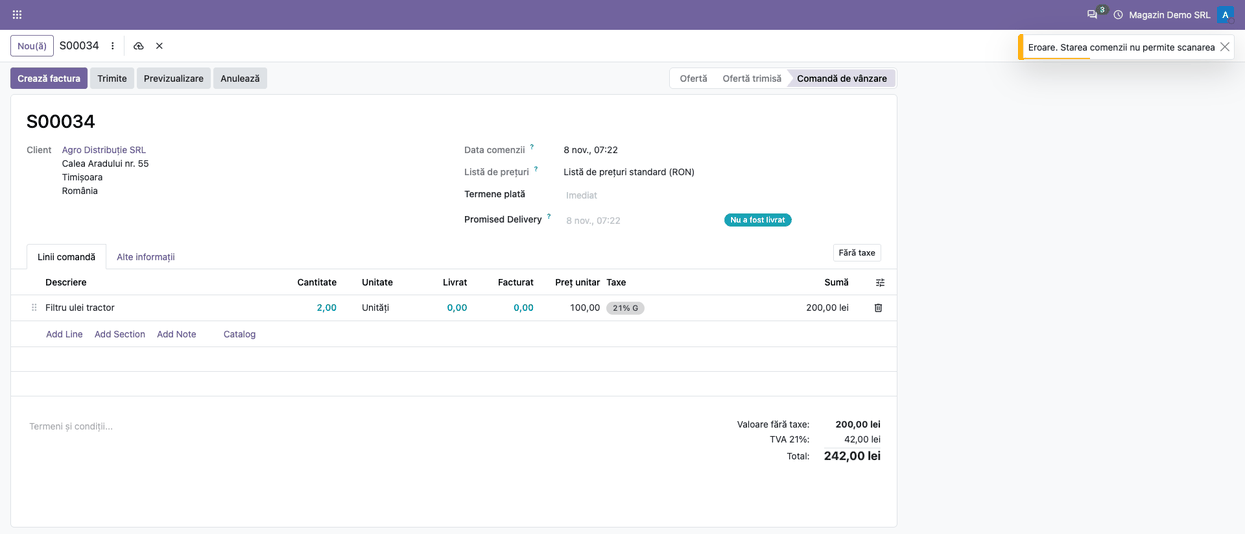 3 Magazin Demo SRL A
Nou(ă) S00034
Eroare. Starea comenzii nu permite scanarea
Crează factura Trimite Previzualizare Anulează Ofertă Ofertă trimisă Comandă de vânzare
S00034
Client Agro Distribuție SRL
Calea Aradului nr. 55
Timișoara
România
Data comenzii ? 8 nov., 07:22
Listă de prețuri ? Listă de prețuri standard (RON)
Termene plată Imediat
Promised Delivery ? 8 nov., 07:22 Nu a fost livrat
Linii comandă Alte informații Fără taxe
Descriere Cantitate Unitate Livrat Facturat Preț unitar Taxe Sumă
Filtru ulei tractor 2,00 Unități 0,00 0,00 100,00 21% G 200,00 lei
Add Line Add Section Add Note Catalog
Termeni și condiții...
Valoare fără taxe: 200,00 lei
TVA 21%: 42,00 lei
Total: 242,00 lei